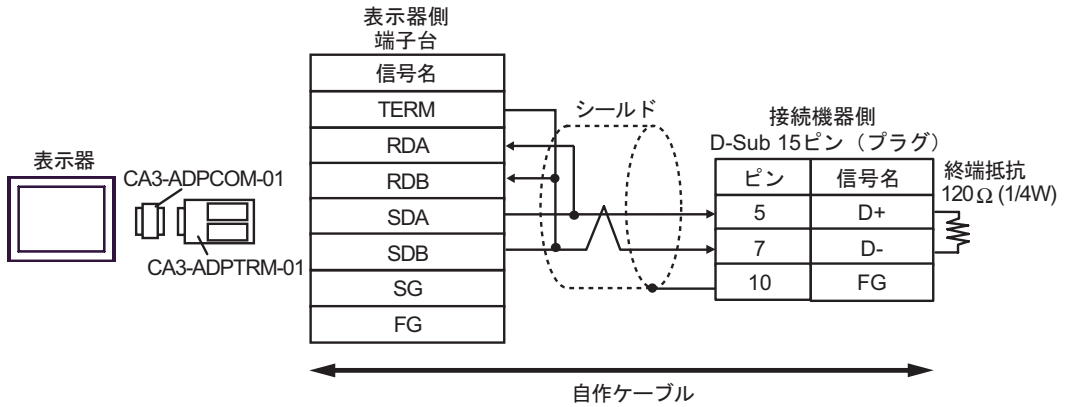 表示器側
端子台
信号名
TERM
RDA
RDB
SDA
SDB
SG
FG
シールド
接続機器側
D-Sub 15ピン（プラグ）
ピン 信号名
5 D+
7 D-
10 FG
終端抵抗
120Ω (1/4W)
表示器
CA3-ADPCOM-01
CA3-ADPTRM-01
自作ケーブル